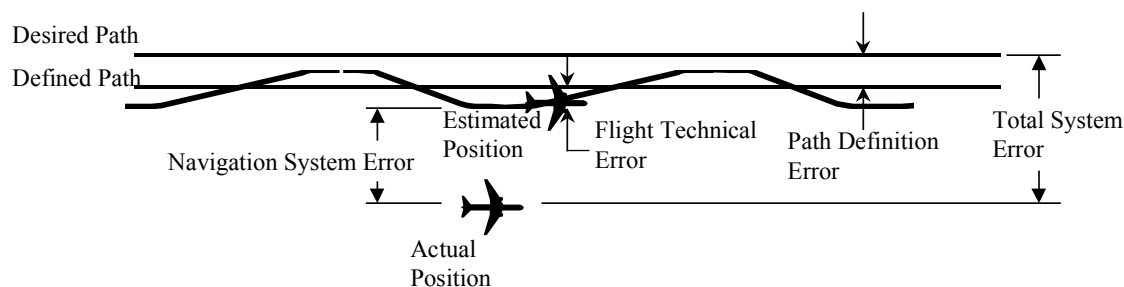 Desired Path
Defined Path
Estimated
Position
Flight Technical
Error
Path Definition
Error
Total System
Error
Navigation System Error
Actual
Position